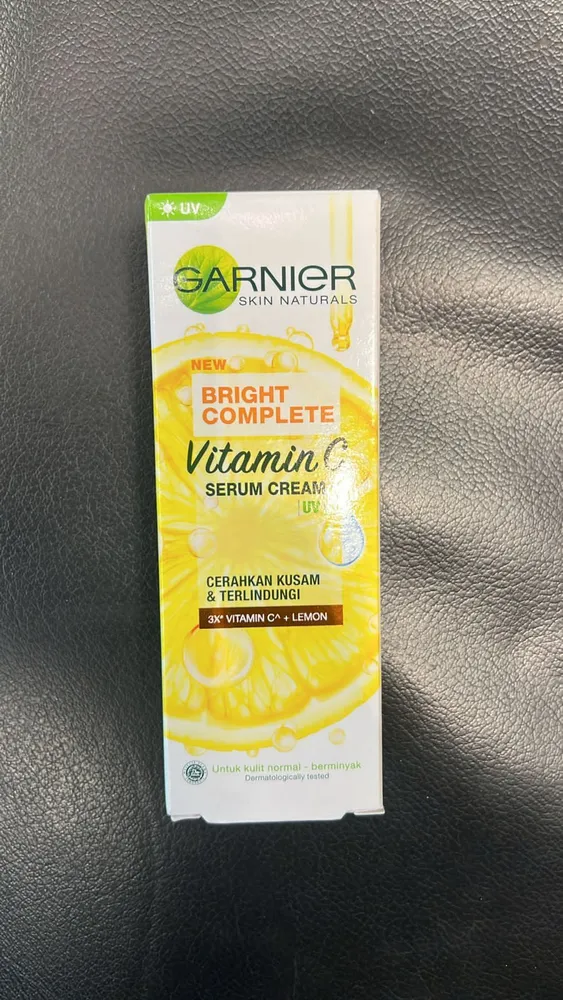 UV
GARNIER
SKIN NATURALS
NEW
BRIGHT
COMPLETE
Vitamin C
SERUM CREAM
UV
CERAHKAN KUSAM
& TERLINDUNGI
3X* VITAMIN C^ + LEMON
Untuk kulit normal - berminyak
Dermatologically tested